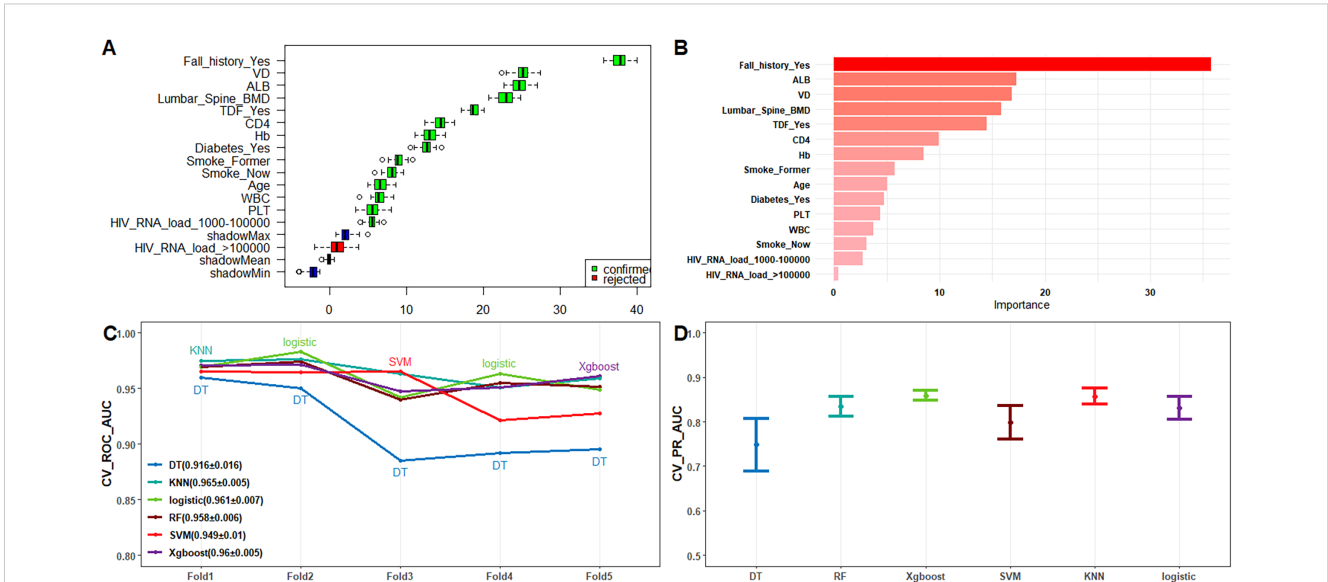 A
Fall_history_Yes
VD
ALB
Lumbar_Spine_BMD
TDF_Yes
CD4
Hb
Diabetes_Yes
Smoke_Former
Smoke_Now
Age
WBC
PLT
HIV_RNA_load_1000-100000
shadowMax
HIV_RNA_load_>100000
shadowMean
shadowMin
confirmed
rejected
0 10 20 30 40
B
Fall_history_Yes
ALB
VD
Lumbar_Spine_BMD
TDF_Yes
CD4
Hb
Smoke_Former
Age
Diabetes_Yes
PLT
WBC
Smoke_Now
HIV_RNA_load_1000-100000
HIV_RNA_load_>100000
0 10 20 30
Importance
C
CV_ROC_AUC
1.00
0.95
0.90
0.85
0.80
KNN
logistic
SVM
logistic
Xgboost
DT
DT
DT
DT
DT
DT(0.916±0.016)
KNN(0.965±0.005)
logistic(0.961±0.007)
RF(0.958±0.006)
SVM(0.949±0.01)
Xgboost(0.96±0.005)
Fold1 Fold2 Fold3 Fold4 Fold5
D
CV_PR_AUC
1.0
0.9
0.8
0.7
0.6
0.5
DT RF Xgboost SVM KNN logistic